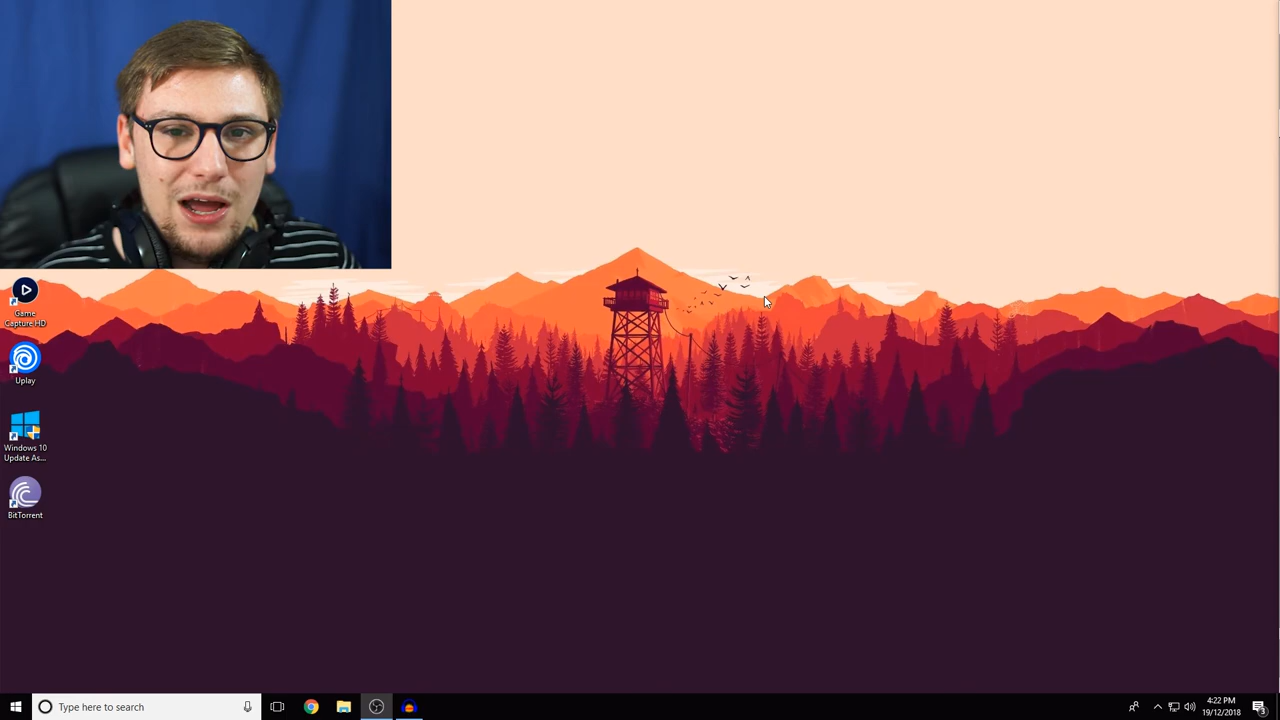 Game
Capture HD
Uplay
Windows 10
Update As...
BitTorrent
Type here to search
4:22 PM
19/12/2018
3